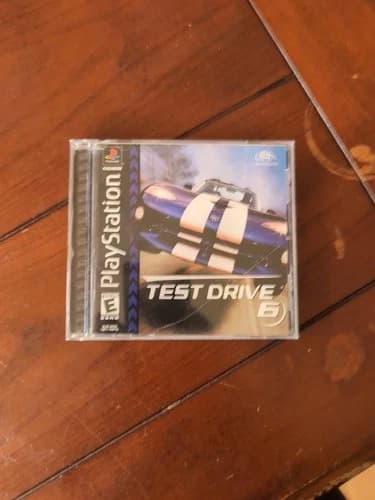 PlayStation
TEST DRIVE
6
E